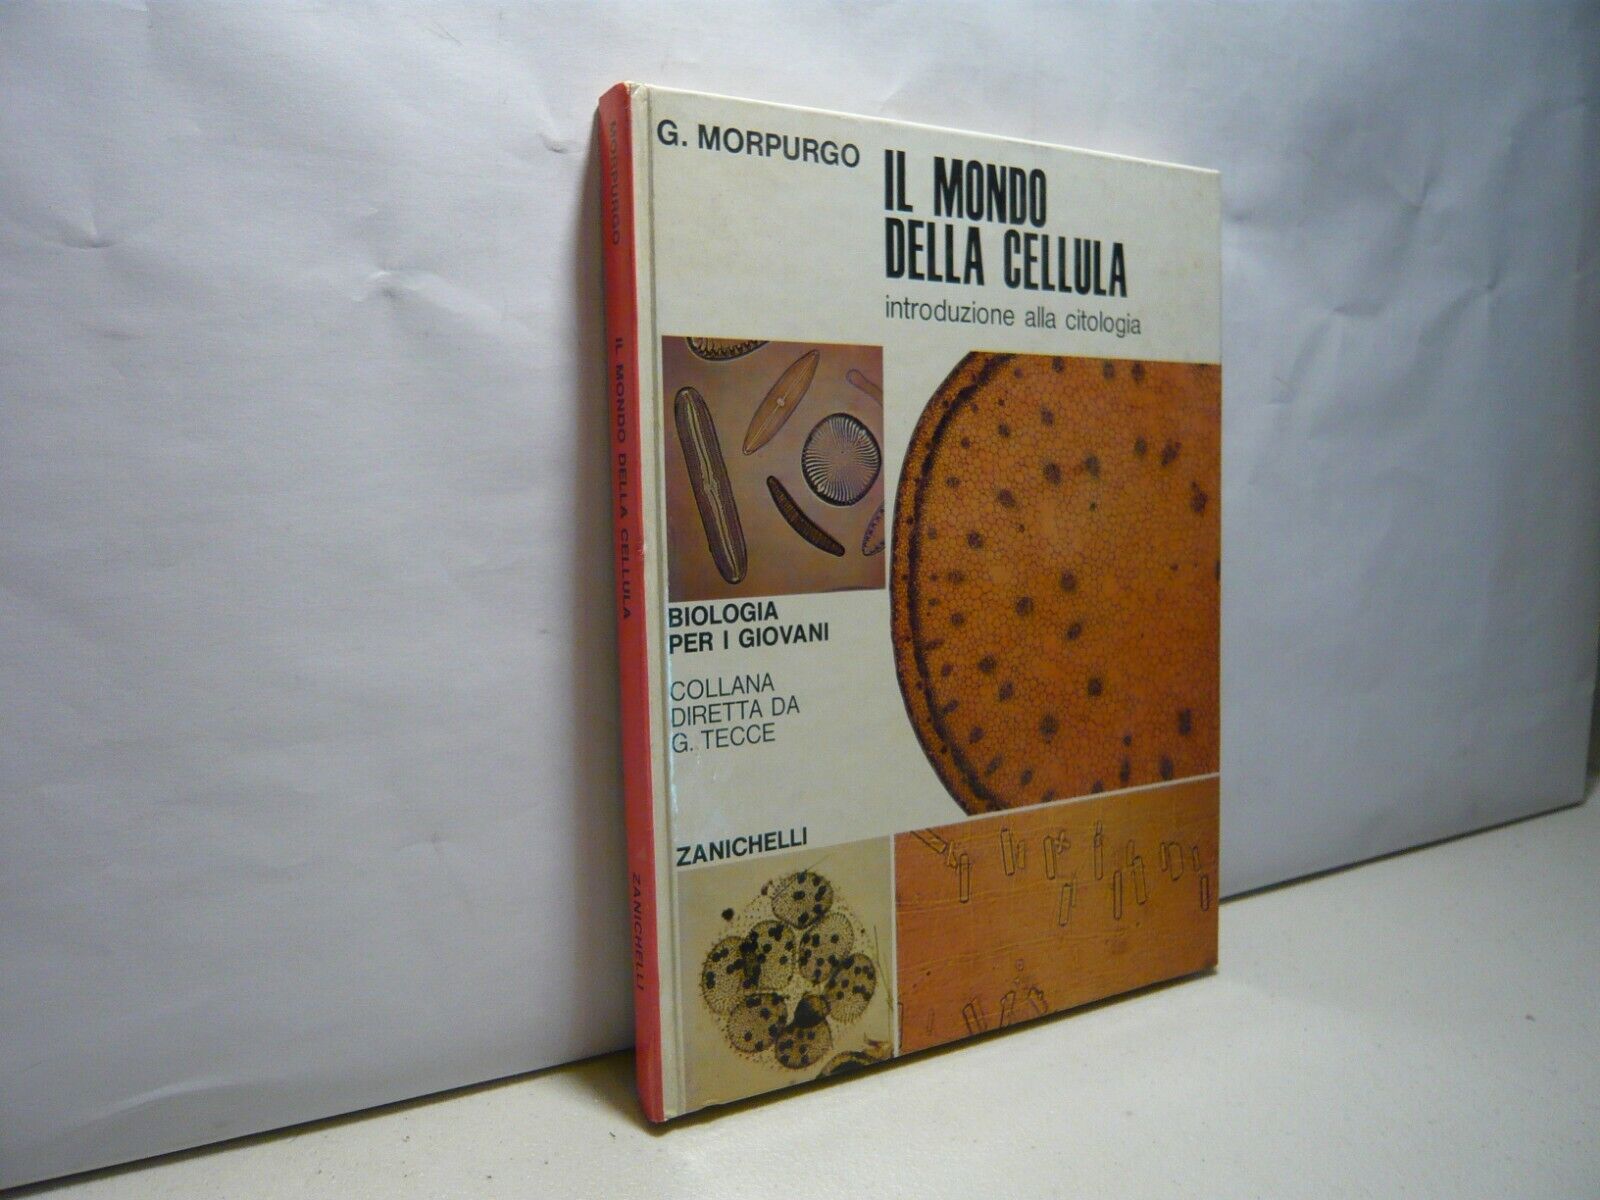 G. MORPURGO
IL MONDO
DELLA CELLULA
introduzione alla citologia
BIOLOGIA
PER I GIOVANI
COLLANA
DIRETTA DA
G. TECCE
ZANICHELLI
MORPURGO IL MONDO DELLA CELLULA ZANICHELLI